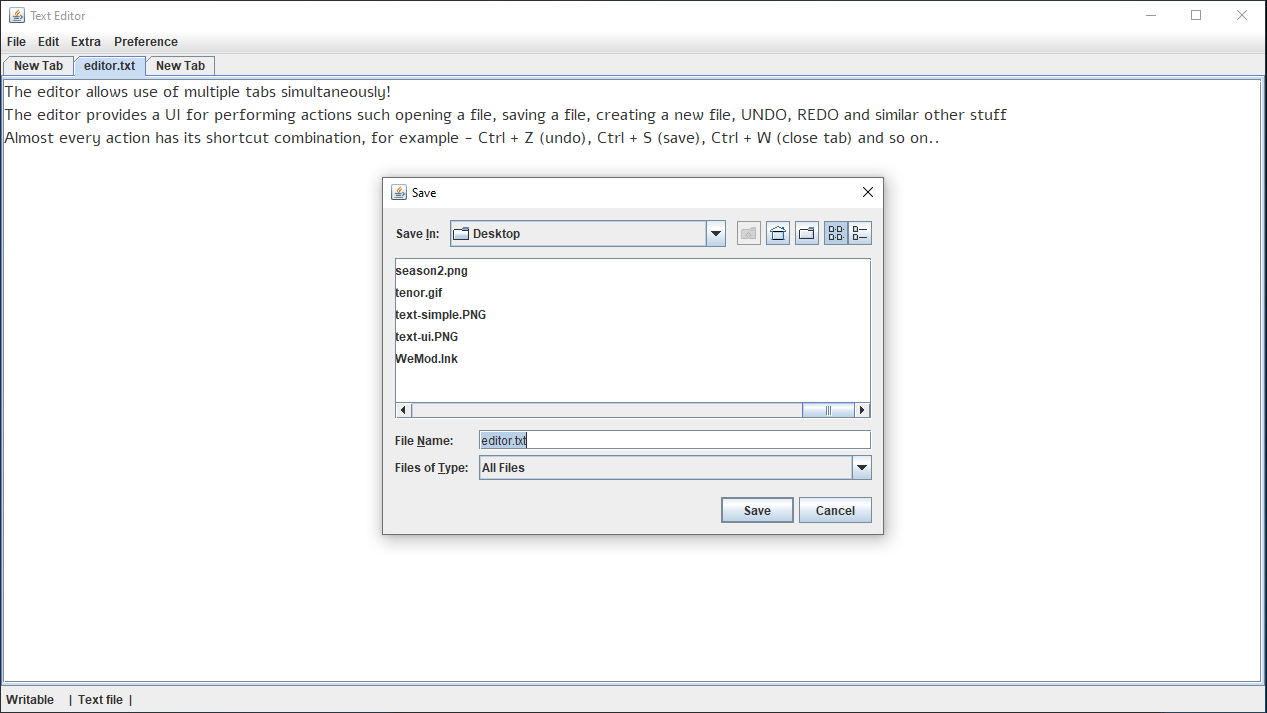 Text Editor
File Edit Extra Preference
New Tab editor.txt New Tab
The editor allows use of multiple tabs simultaneously!
The editor provides a UI for performing actions such opening a file, saving a file, creating a new file, UNDO, REDO and similar other stuff
Almost every action has its shortcut combination, for example - Ctrl + Z (undo), Ctrl + S (save), Ctrl + W (close tab) and so on..
Save
Save In: Desktop
season2.png
tenor.gif
text-simple.PNG
text-ui.PNG
WeMod.lnk
File Name: editor.txt
Files of Type: All Files
Save Cancel
Writable | Text file |